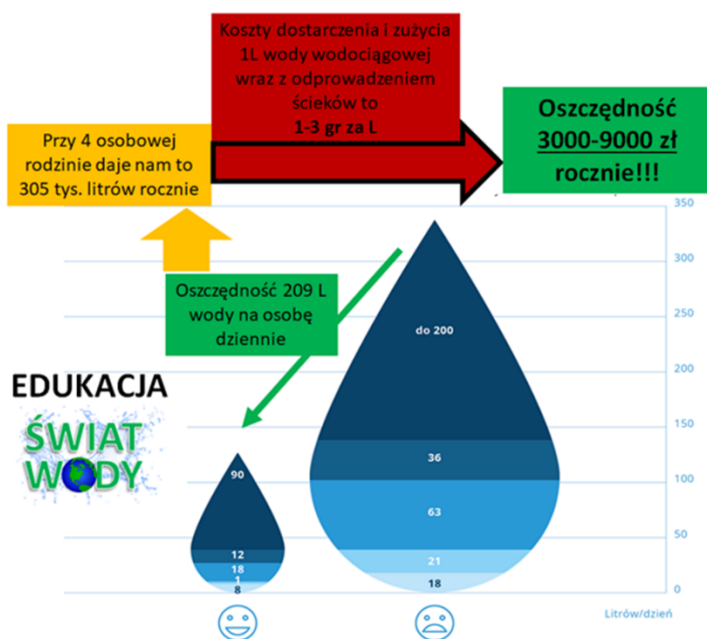 Koszty dostarczenia i zużycia
1L wody wodociągowej
wraz z odprowadzeniem
ścieków to
1-3 gr za L
Oszczędność
3000-9000 zł
rocznie!!!
Przy 4 osobowej
rodzinie daje nam to
305 tys. litrów rocznie
Oszczędność 209 L
wody na osobę
dziennie
EDUKACJA
ŚWIAT
WODY
350
300
250
200
150
100
50
0
do 200
36
63
21
18
90
12
18
1
8
Litrów/dzień